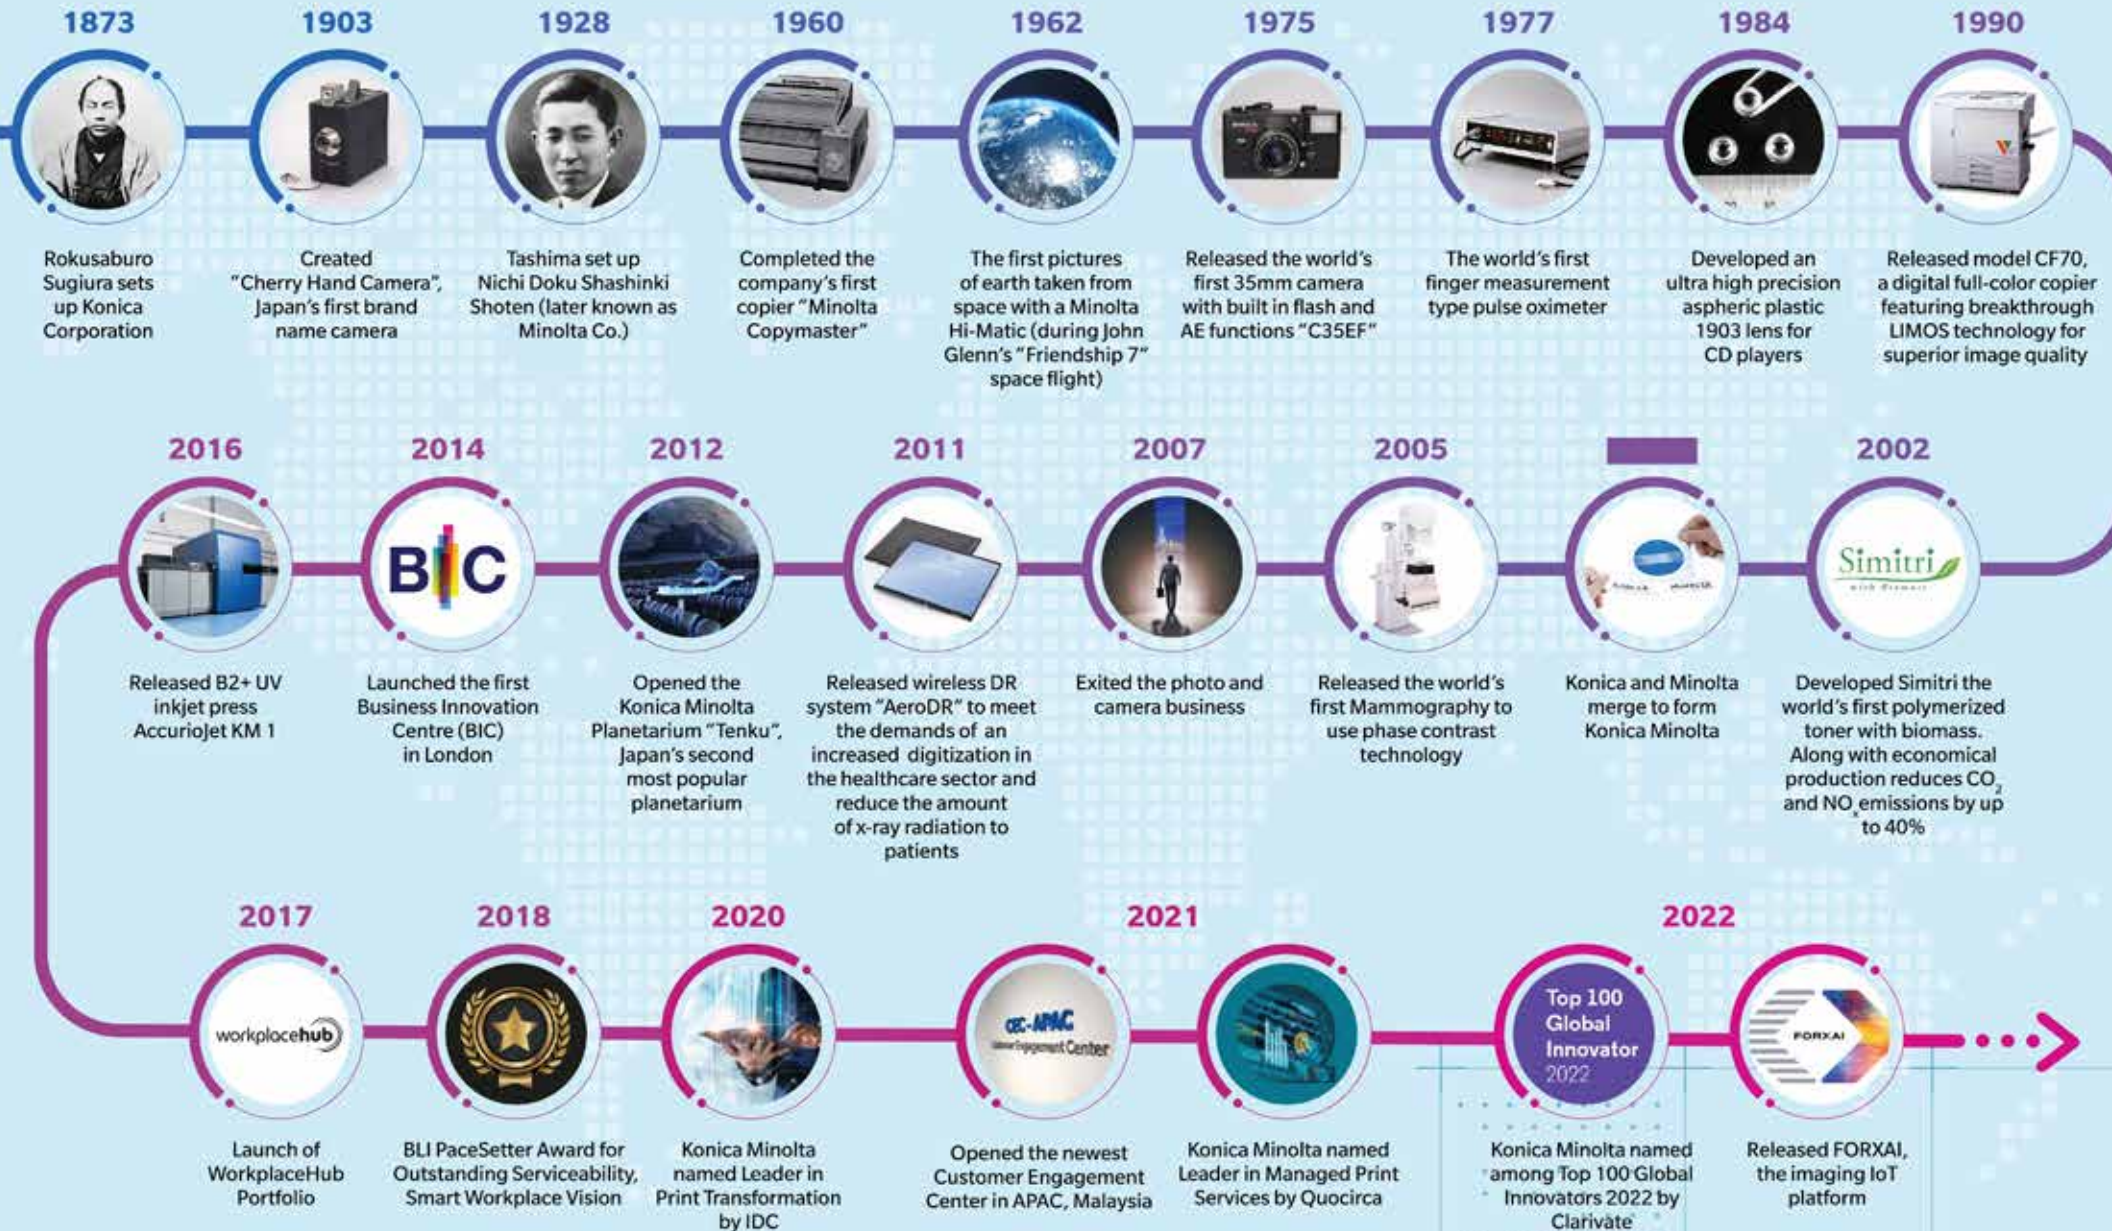 1873
Rokusaburo
Sugiura sets
up Konica
Corporation
1903
Created
"Cherry Hand Camera",
Japan's first brand
name camera
1928
Tashima set up
Nichi Doku Shashinki
Shoten (later known as
Minolta Co.)
1960
Completed the
company's first
copier "Minolta
Copymaster"
1962
The first pictures
of earth taken from
space with a Minolta
Hi-Matic (during John
Glenn's "Friendship 7"
space flight)
1975
Released the world's
first 35mm camera
with built in flash and
AE functions "C35EF"
1977
The world's first
finger measurement
type pulse oximeter
1984
Developed an
ultra high precision
aspheric plastic
1903 lens for
CD players
1990
Released model CF70,
a digital full-color copier
featuring breakthrough
LIMOS technology for
superior image quality
2016
Released B2+ UV
inkjet press
AccurioJet KM 1
2014
BIC
Launched the first
Business Innovation
Centre (BIC)
in London
2012
Opened the
Konica Minolta
Planetarium "Tenku",
Japan's second
most popular
planetarium
2011
Released wireless DR
system "AeroDR" to meet
the demands of an
increased digitization in
the healthcare sector and
reduce the amount
of x-ray radiation to
patients
2007
Exited the photo and
camera business
2005
Released the world's
first Mammography to
use phase contrast
technology
Konica and Minolta
merge to form
Konica Minolta
2002
Simitri
with Biomass
Developed Simitri the
world's first polymerized
toner with biomass.
Along with economical
production reduces CO₂
and NOₓ emissions by up
to 40%
2017
workplacehub
Launch of
WorkplaceHub
Portfolio
2018
BLI PaceSetter Award for
Outstanding Serviceability,
Smart Workplace Vision
2020
Konica Minolta
named Leader in
Print Transformation
by IDC
2021
CEC-APAC
Customer Engagement Center
Opened the newest
Customer Engagement
Center in APAC, Malaysia
Konica Minolta named
Leader in Managed Print
Services by Quocirca
2022
Top 100
Global
Innovator
2022
Konica Minolta named
among Top 100 Global
Innovators 2022 by
Clarivate
FORXAI
Released FORXAI,
the imaging IoT
platform